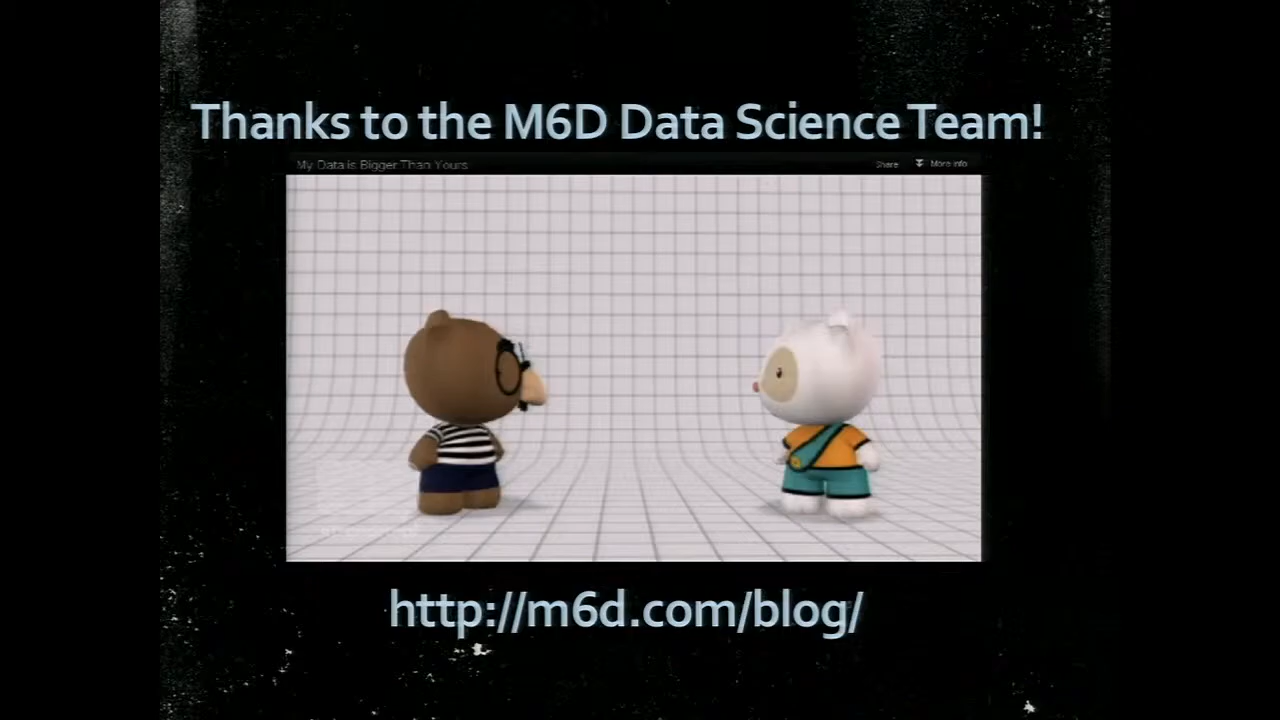 Thanks to the M6D Data Science Team!
My Data is Bigger Than Yours
Share More info
http://m6d.com/blog/